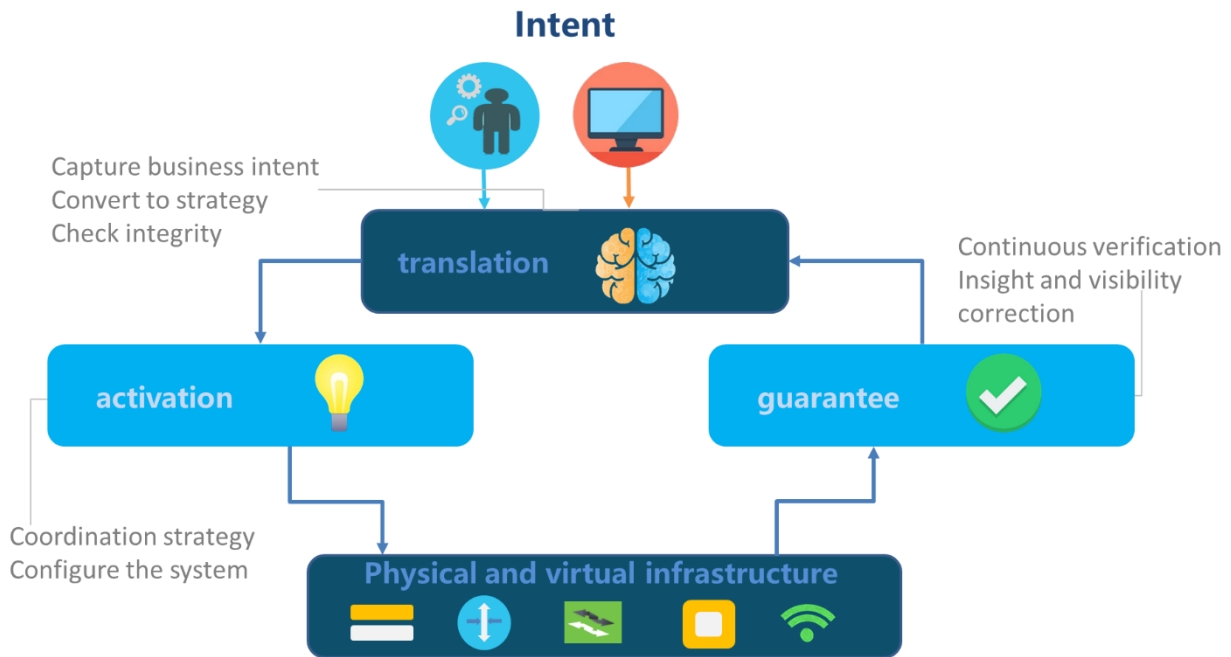 Intent
Capture business intent
Convert to strategy
Check integrity
translation
Continuous verification
Insight and visibility
correction
activation
guarantee
Coordination strategy
Configure the system
Physical and virtual infrastructure